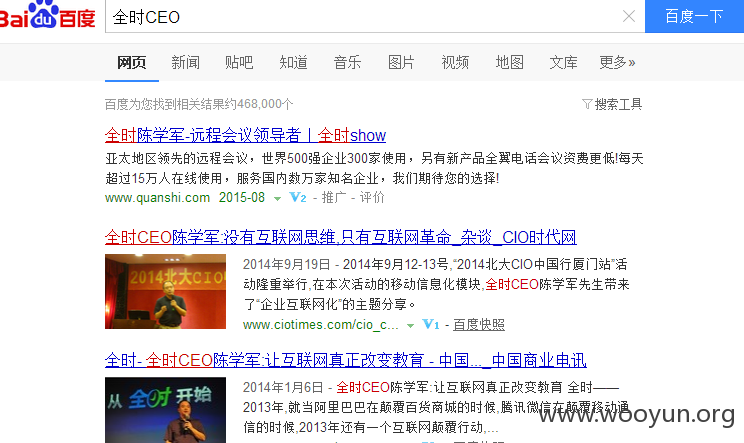 Bai du 百度
全时CEO
百度一下
网页 新闻 贴吧 知道 音乐 图片 视频 地图 文库 更多»
百度为您找到相关结果约468,000个
搜索工具
全时陈学军-远程会议领导者丨全时show
亚太地区领先的远程会议，世界500强企业300家使用，另有新产品全翼电话会议资费更低!每天
超过15万人在线使用，服务国内数万家知名企业，我们期待您的选择!
www.quanshi.com 2015-08 V2 - 推广 - 评价
全时CEO陈学军:没有互联网思维,只有互联网革命_杂谈_CIO时代网
2014北大CIO
2014年9月19日 - 2014年9月12-13号,“2014北大CIO中国行厦门站”活
动隆重举行,在本次活动的移动信息化模块,全时CEO陈学军先生带来
了“企业互联网化”的主题分享。
www.ciotimes.com/cio_c... V1 - 百度快照
全时- 全时CEO陈学军:让互联网真正改变教育 - 中国..._中国商业电讯
从 全时 开始
2014年1月6日 - 全时CEO陈学军:让互联网真正改变教育 全时——
2013年,就当阿里巴巴在颠覆百货商城的时候,腾讯微信在颠覆移动通
信的时候,2013年还有一个互联网颠覆行动,...
www.wooyun.org